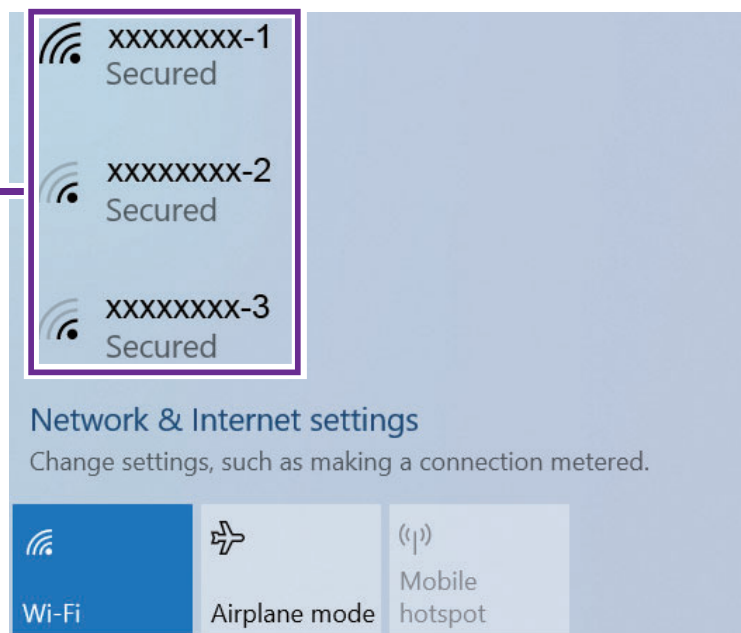 xxxxxxxx-1
Secured
xxxxxxxx-2
Secured
xxxxxxxx-3
Secured
Network & Internet settings
Change settings, such as making a connection metered.
Wi-Fi
Airplane mode
Mobile
hotspot